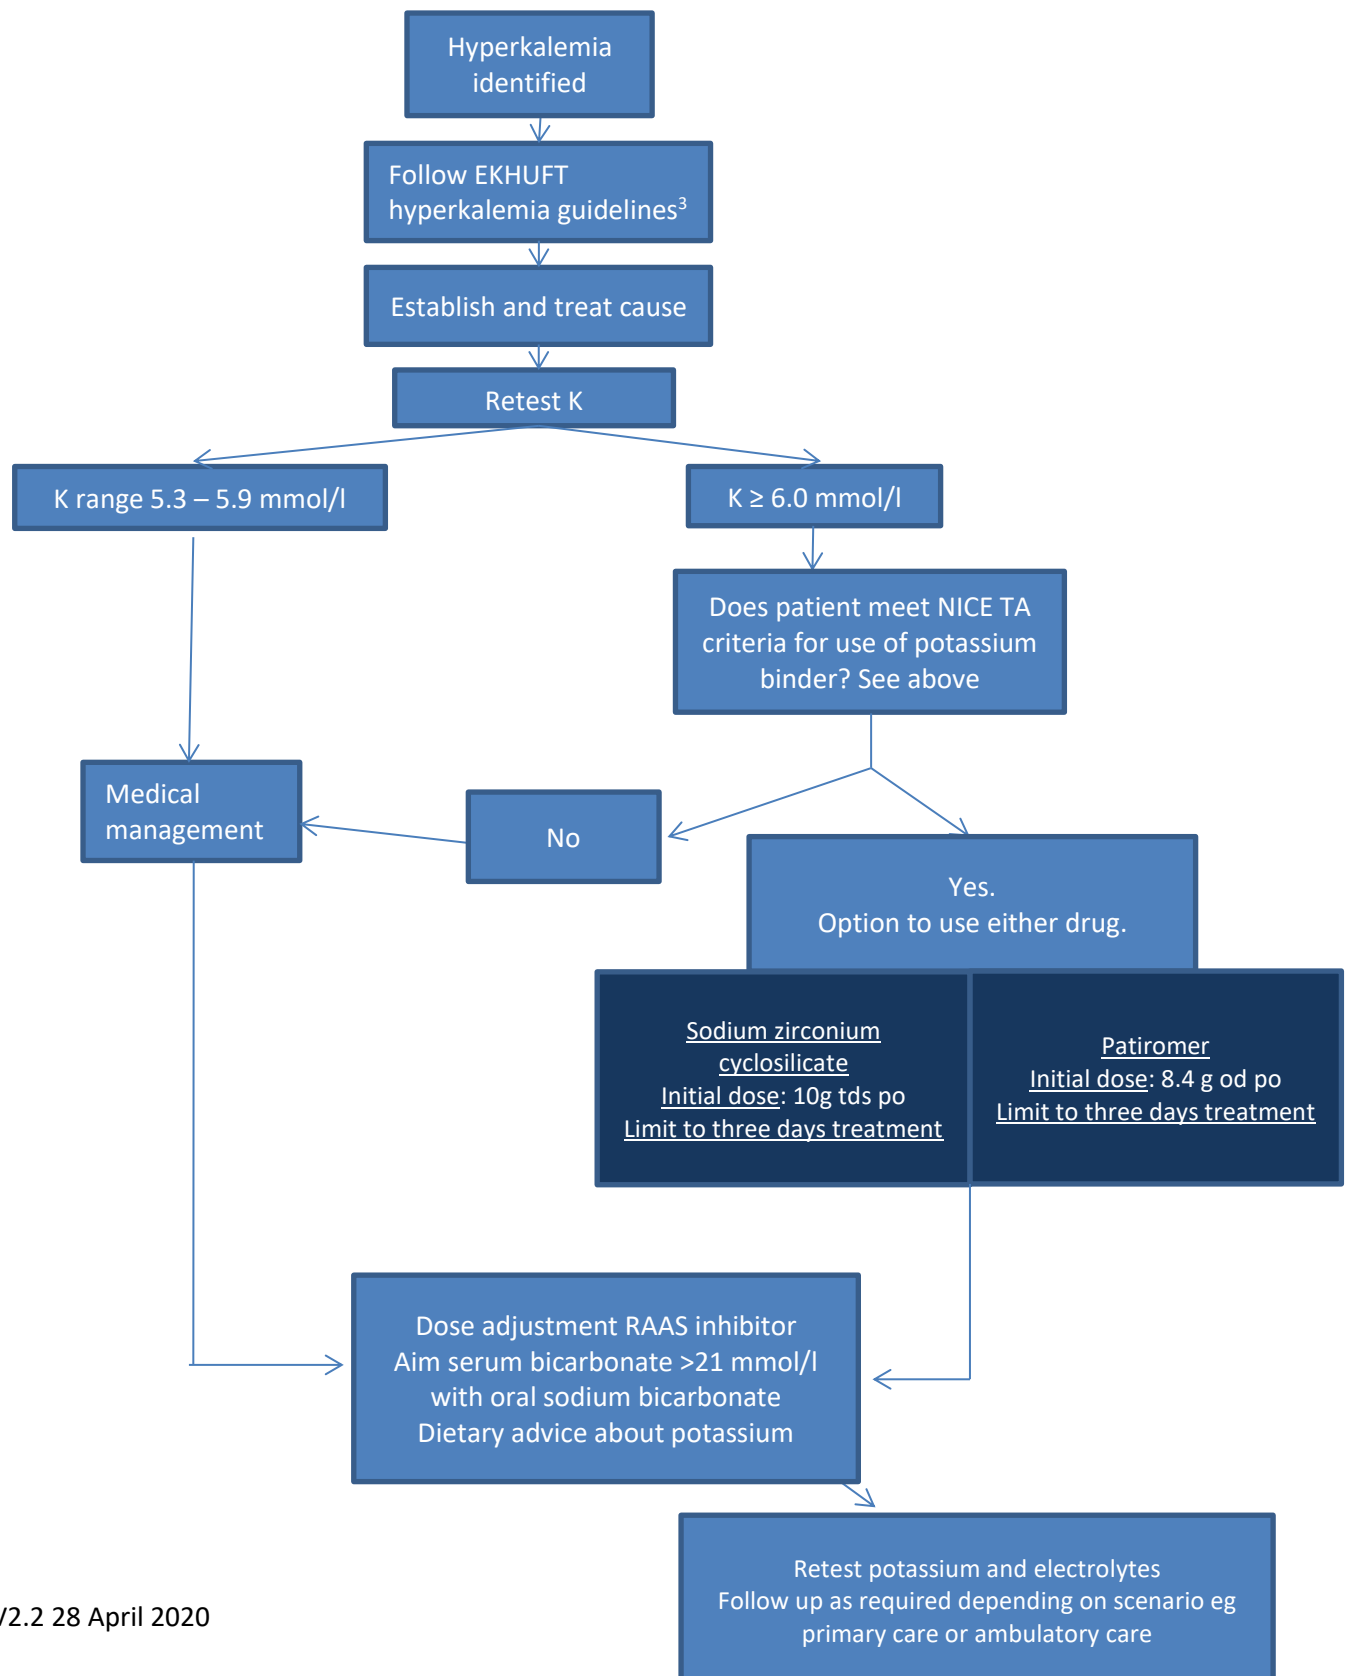 Hyperkalemia
identified
Follow EKHUFT
hyperkalemia guidelines³
Establish and treat cause
Retest K
K range 5.3 – 5.9 mmol/l
K ≥ 6.0 mmol/l
Does patient meet NICE TA
criteria for use of potassium
binder? See above
Medical
management
No
Yes.
Option to use either drug.
Sodium zirconium
cyclosilicate
Initial dose: 10g tds po
Limit to three days treatment
Patiromer
Initial dose: 8.4 g od po
Limit to three days treatment
Dose adjustment RAAS inhibitor
Aim serum bicarbonate >21 mmol/l
with oral sodium bicarbonate
Dietary advice about potassium
Retest potassium and electrolytes
Follow up as required depending on scenario eg
primary care or ambulatory care
V2.2 28 April 2020